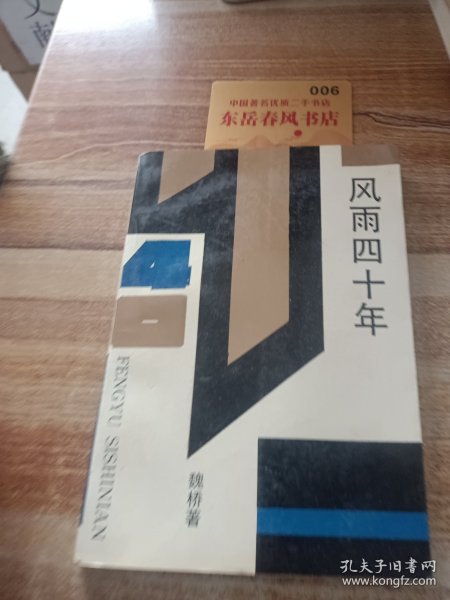 006
中国著名优质二手书店
东岳春风书店
风雨四十年
40
FENGYU SISHINIAN
魏桥著
孔夫子旧书网
www.kongfz.com